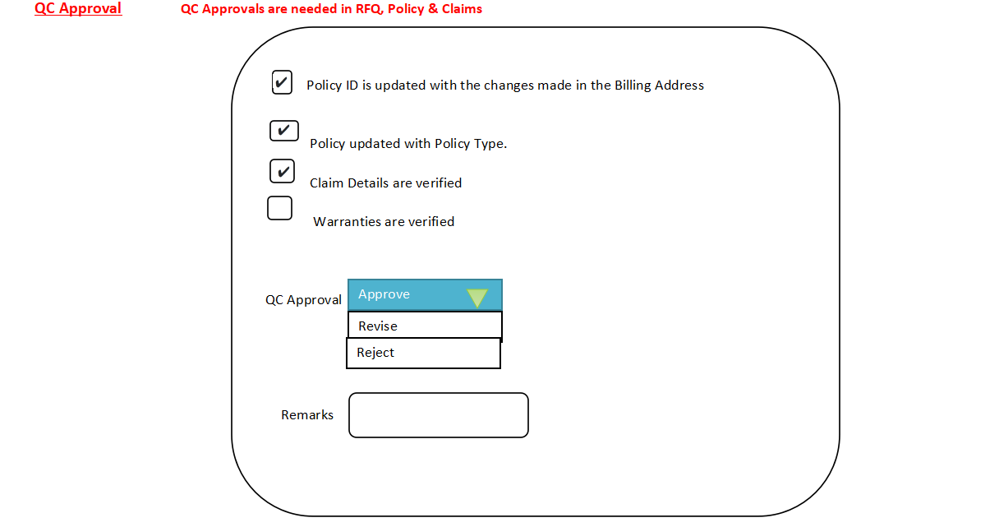 QC Approval
QC Approvals are needed in RFQ, Policy & Claims
Policy ID is updated with the changes made in the Billing Address
Policy updated with Policy Type.
Claim Details are verified
Warranties are verified
QC Approval
Approve
Revise
Reject
Remarks